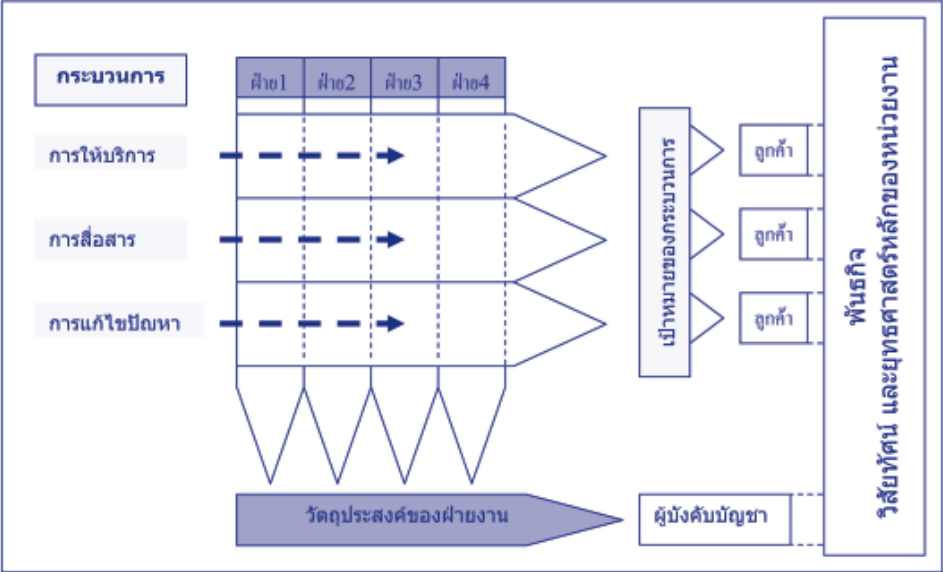 กระบวนการ
ฝ่าย1 ฝ่าย2 ฝ่าย3 ฝ่าย4
การให้บริการ
การสื่อสาร
การแก้ไขปัญหา
เป้าหมายของกระบวนการ
ลูกค้า
ลูกค้า
ลูกค้า
วัตถุประสงค์ของฝ่ายงาน
ผู้บังคับบัญชา
พันธกิจ
วิสัยทัศน์ และยุทธศาสตร์หลักของหน่วยงาน